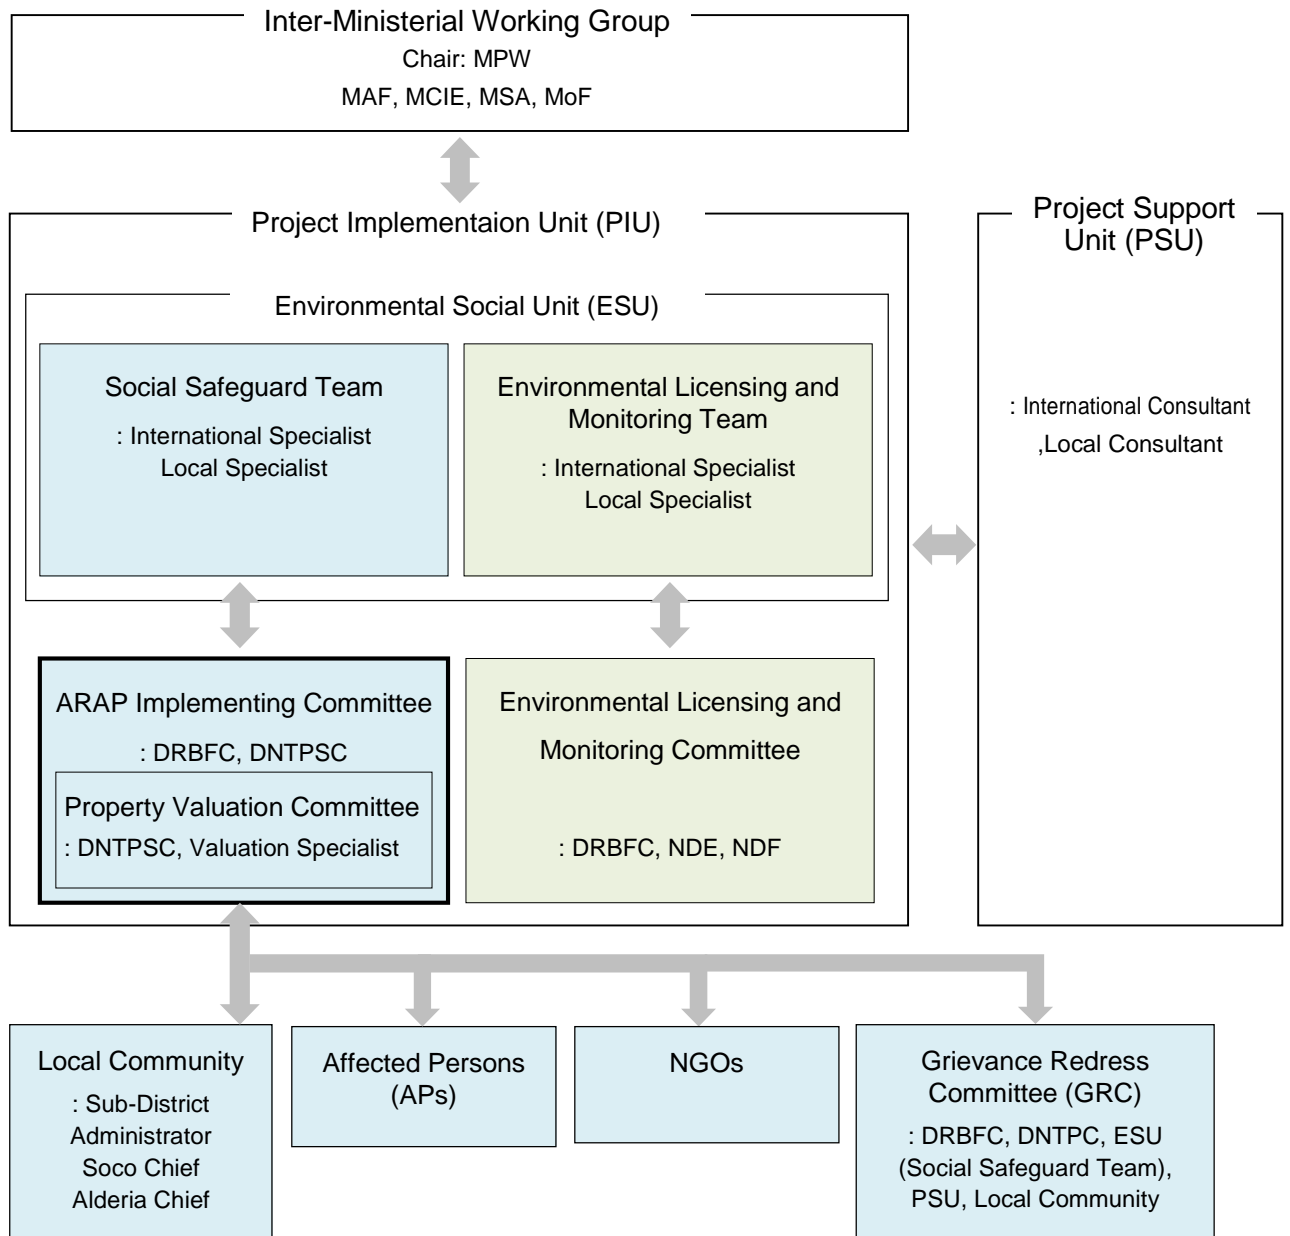 Inter-Ministerial Working Group
Chair: MPW
MAF, MCIE, MSA, MoF
Project Implementaion Unit (PIU)
Project Support
Unit (PSU)
: International Consultant
,Local Consultant
Environmental Social Unit (ESU)
Social Safeguard Team
: International Specialist
Local Specialist
Environmental Licensing and
Monitoring Team
: International Specialist
Local Specialist
ARAP Implementing Committee
: DRBFC, DNTPSC
Property Valuation Committee
: DNTPSC, Valuation Specialist
Environmental Licensing and
Monitoring Committee
: DRBFC, NDE, NDF
Local Community
: Sub-District
Administrator
Soco Chief
Alderia Chief
Affected Persons
(APs)
NGOs
Grievance Redress
Committee (GRC)
: DRBFC, DNTPC, ESU
(Social Safeguard Team),
PSU, Local Community